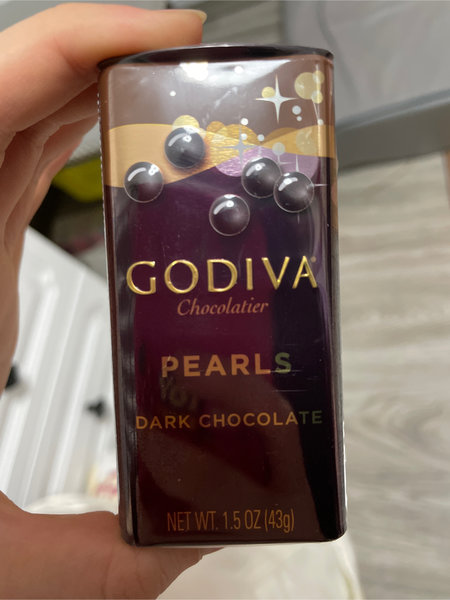 GODIVA
Chocolatier
PEARLS
DARK CHOCOLATE
NET WT. 1.5 OZ (43g)